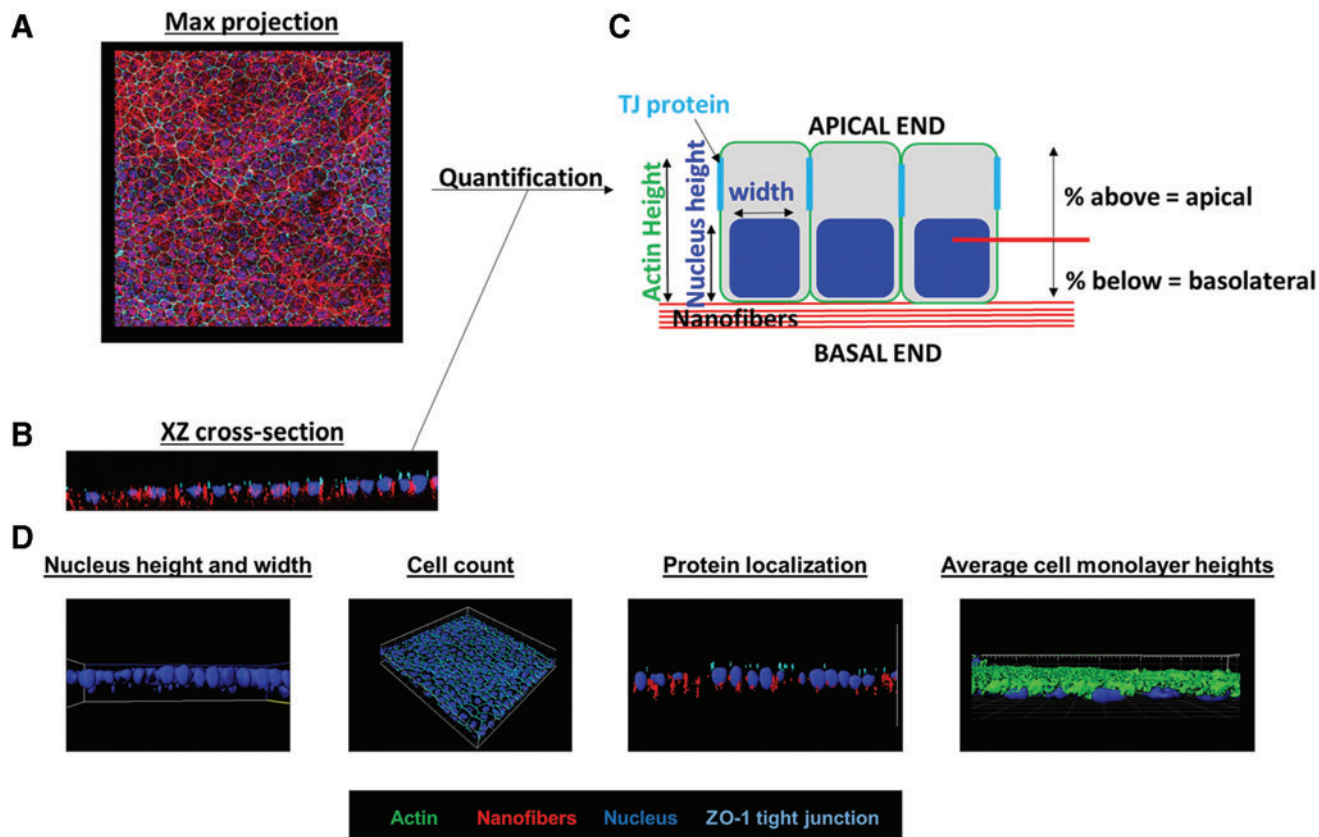 A
Max projection
Quantification
B
XZ cross-section
C
TJ protein
APICAL END
Actin Height
Nucleus height
width
% above = apical
% below = basolateral
Nanofibers
BASAL END
D
Nucleus height and width
Cell count
Protein localization
Average cell monolayer heights
Actin Nanofibers Nucleus ZO-1 tight junction